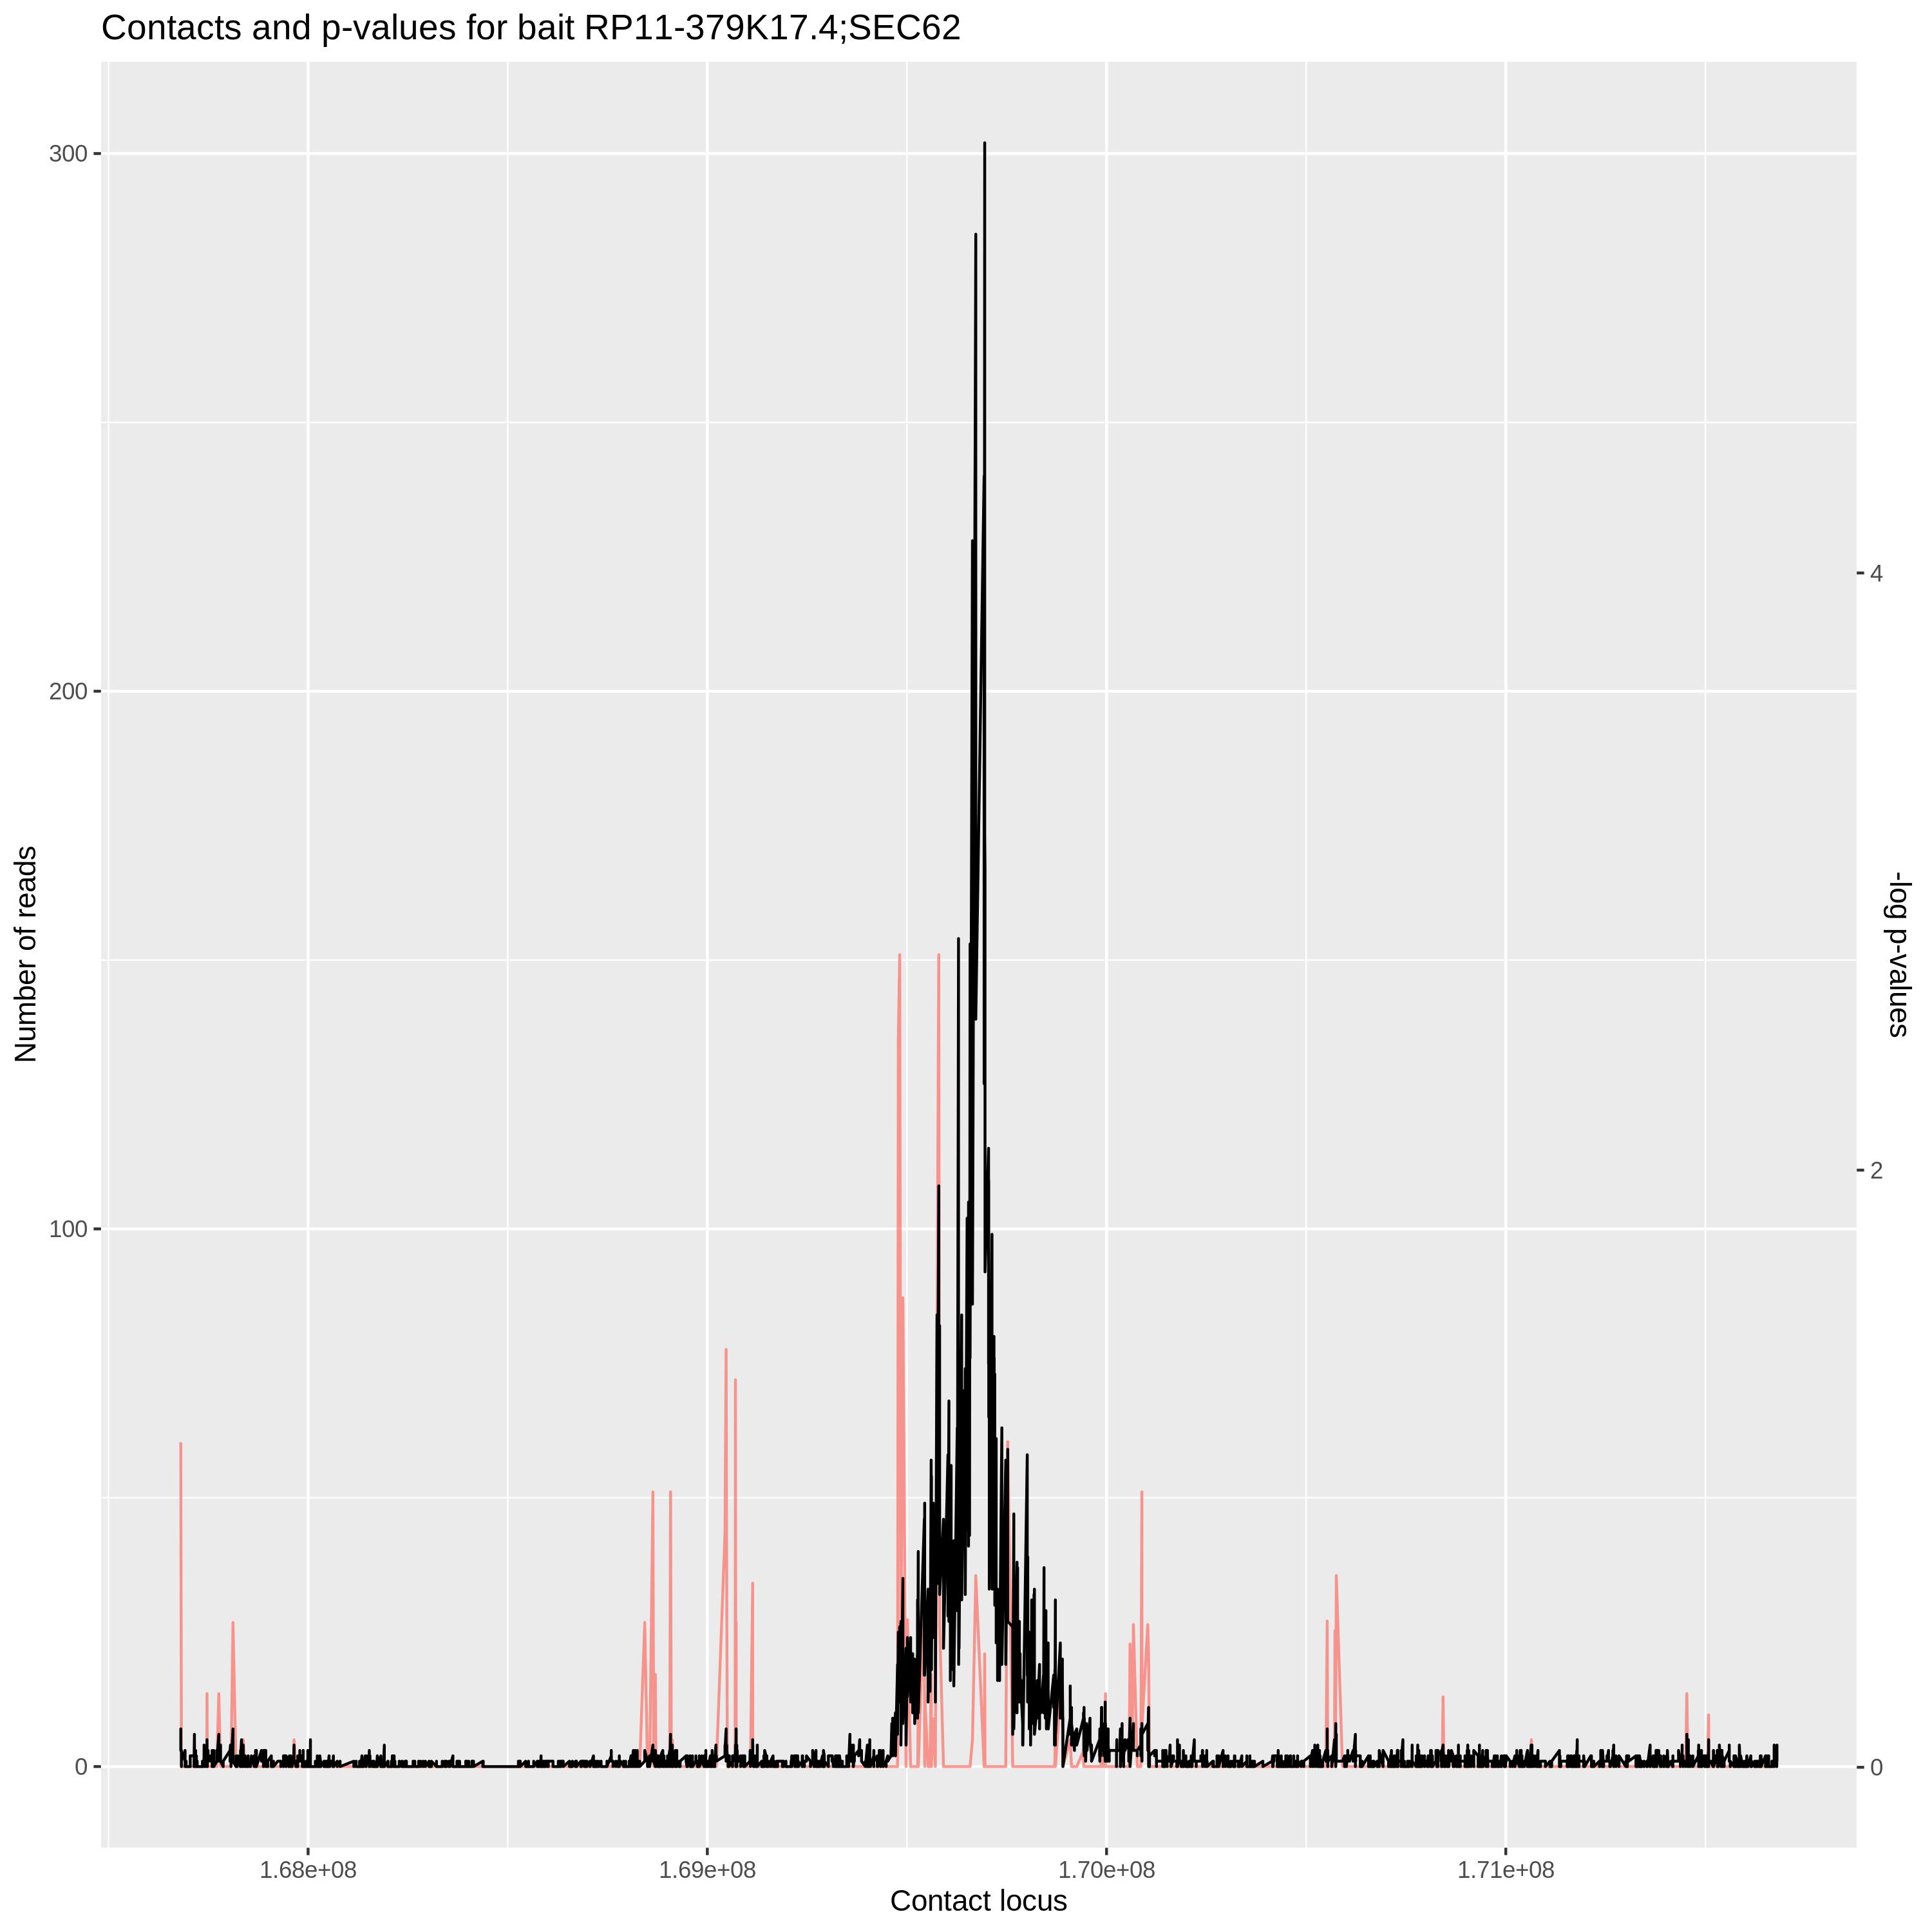 Contacts and p-values for bait RP11-379K17.4;SEC62
300
200
100
0
Number of reads
4
2
0
-log p-values
1.68e+08
1.69e+08
1.70e+08
1.71e+08
Contact locus